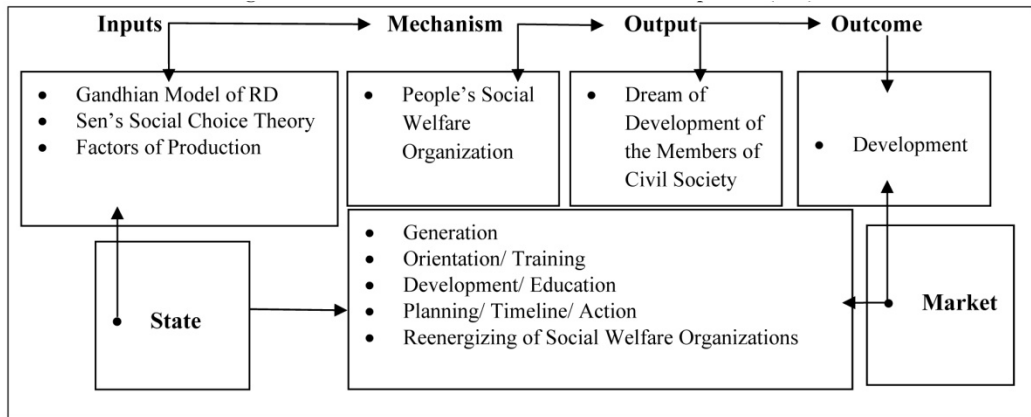 Inputs Mechanism Output Outcome
• Gandhian Model of RD
• Sen's Social Choice Theory
• Factors of Production
• People's Social
Welfare
Organization
• Dream of
Development of
the Members of
Civil Society
• Development
• Generation
• Orientation/ Training
• Development/ Education
• Planning/ Timeline/ Action
• Reenergizing of Social Welfare Organizations
State
Market